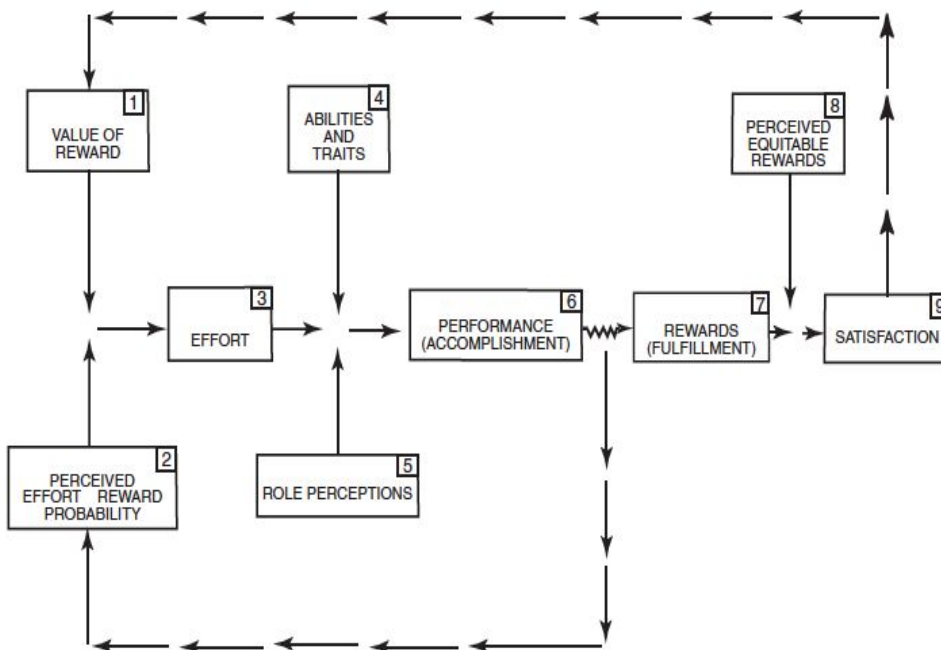 1
VALUE OF
REWARD
4
ABILITIES
AND
TRAITS
8
PERCEIVED
EQUITABLE
REWARDS
3
EFFORT
6
PERFORMANCE
(ACCOMPLISHMENT)
7
REWARDS
(FULFILLMENT)
9
SATISFACTION
2
PERCEIVED
EFFORT REWARD
PROBABILITY
5
ROLE PERCEPTIONS